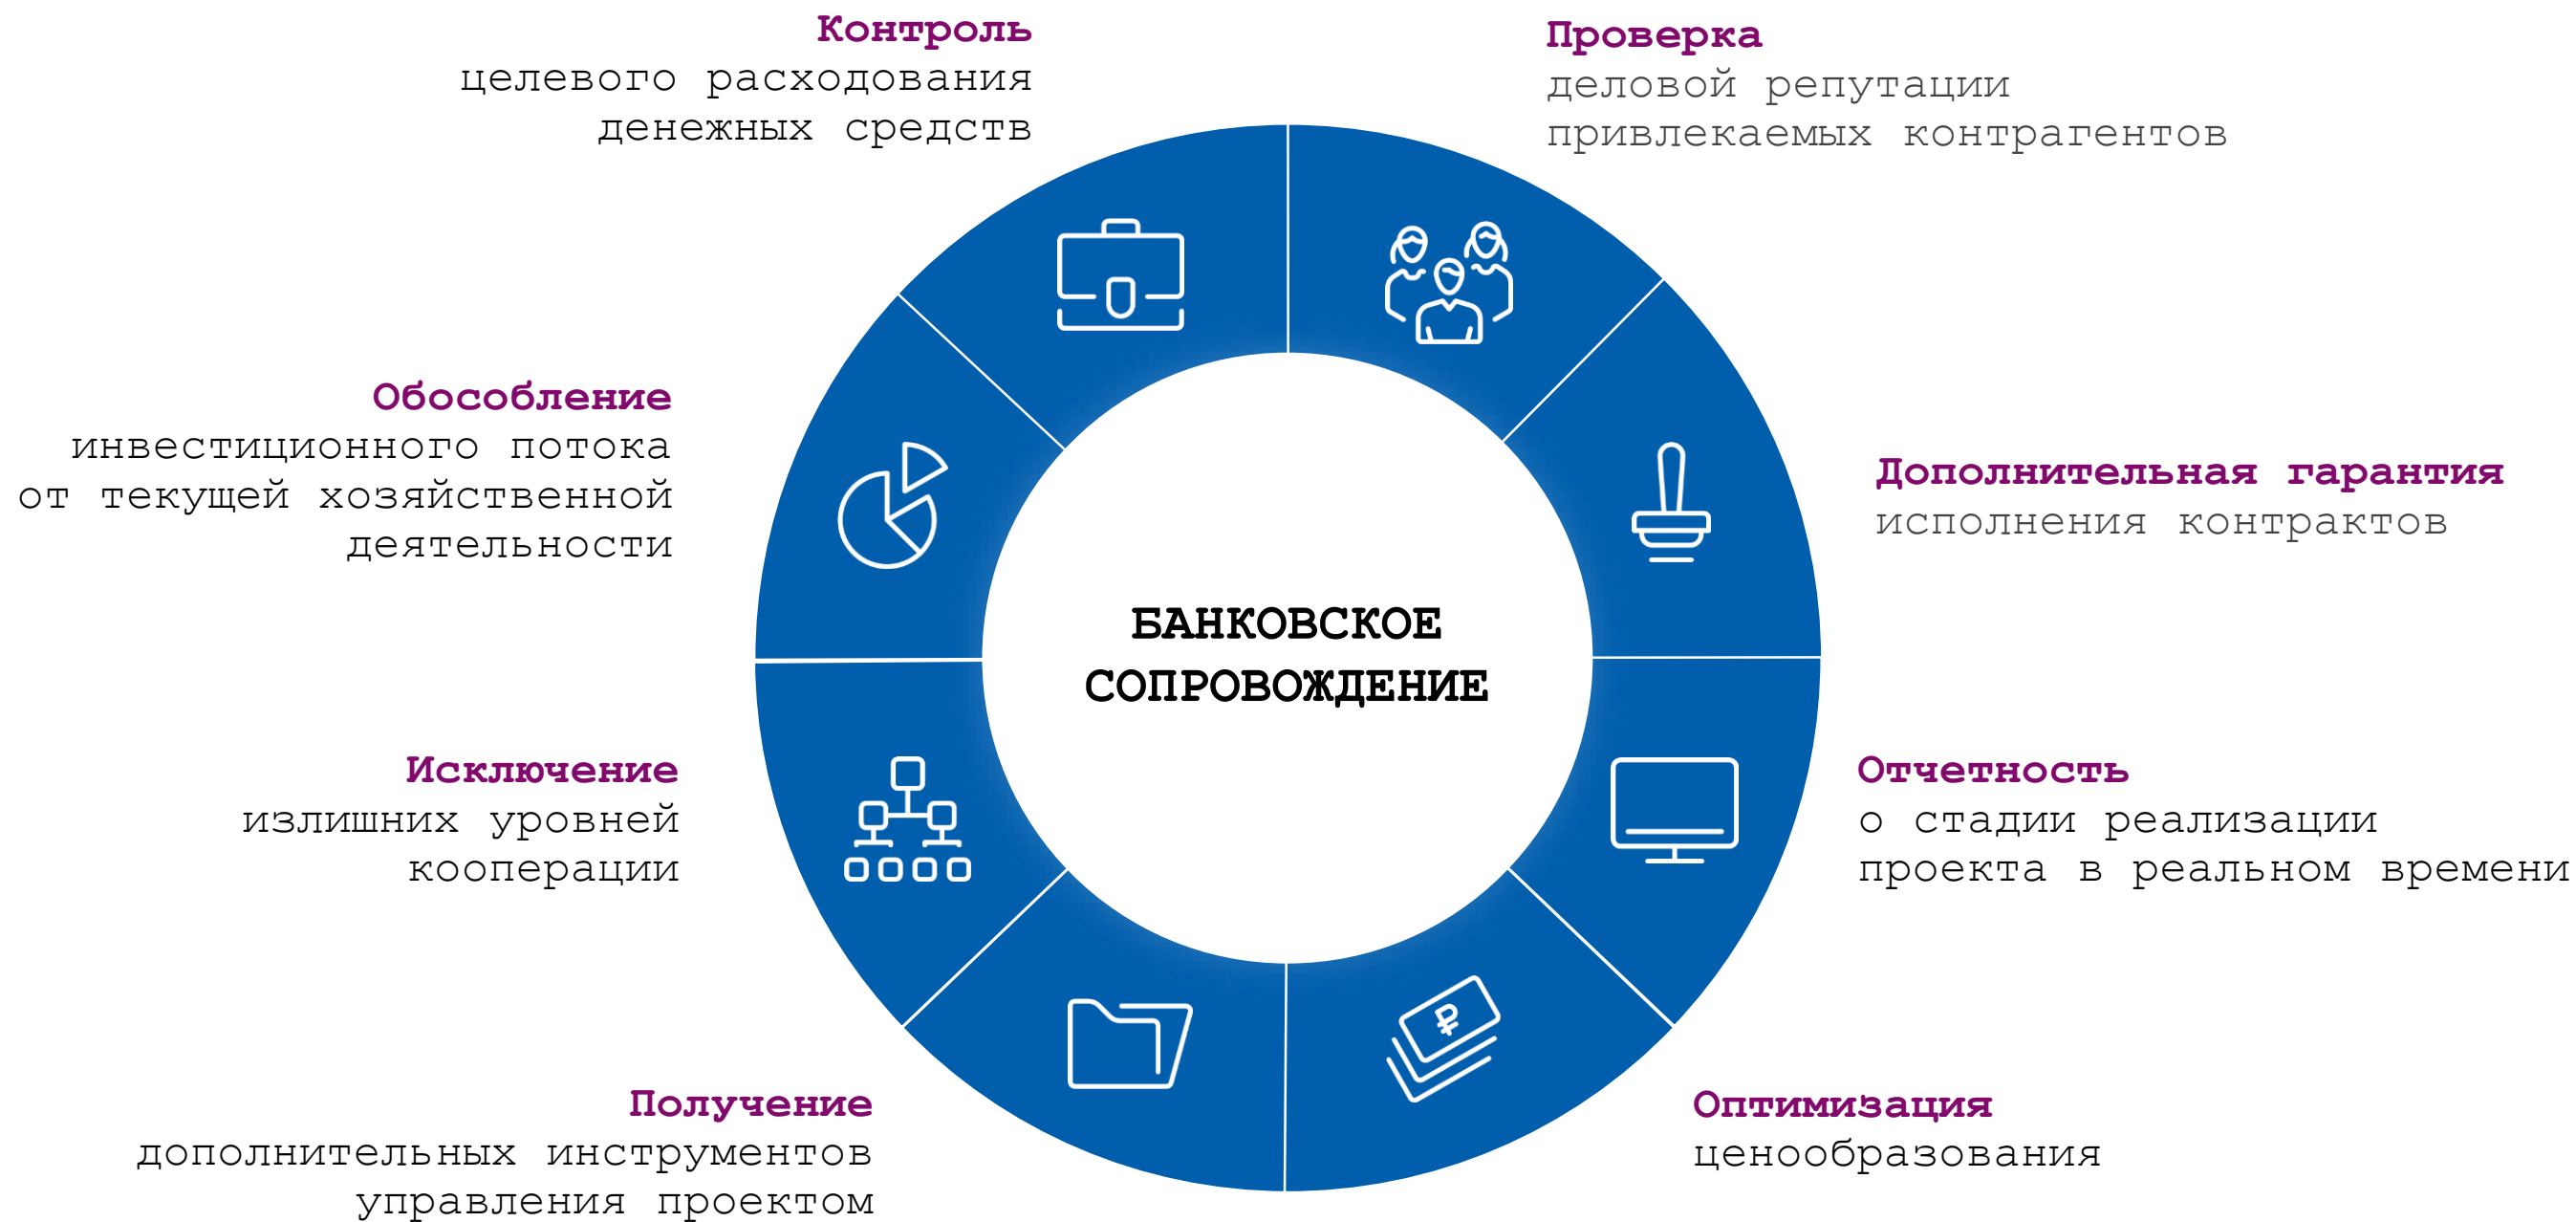 Контроль
целевого расходования
денежных средств
Проверка
деловой репутации
привлекаемых контрагентов
Обособление
инвестиционного потока
от текущей хозяйственной
деятельности
Дополнительная гарантия
исполнения контрактов
БАНКОВСКОЕ
СОПРОВОЖДЕНИЕ
Исключение
излишних уровней
кооперации
Отчетность
о стадии реализации
проекта в реальном времени
Получение
дополнительных инструментов
управления проектом
Оптимизация
ценообразования
₽